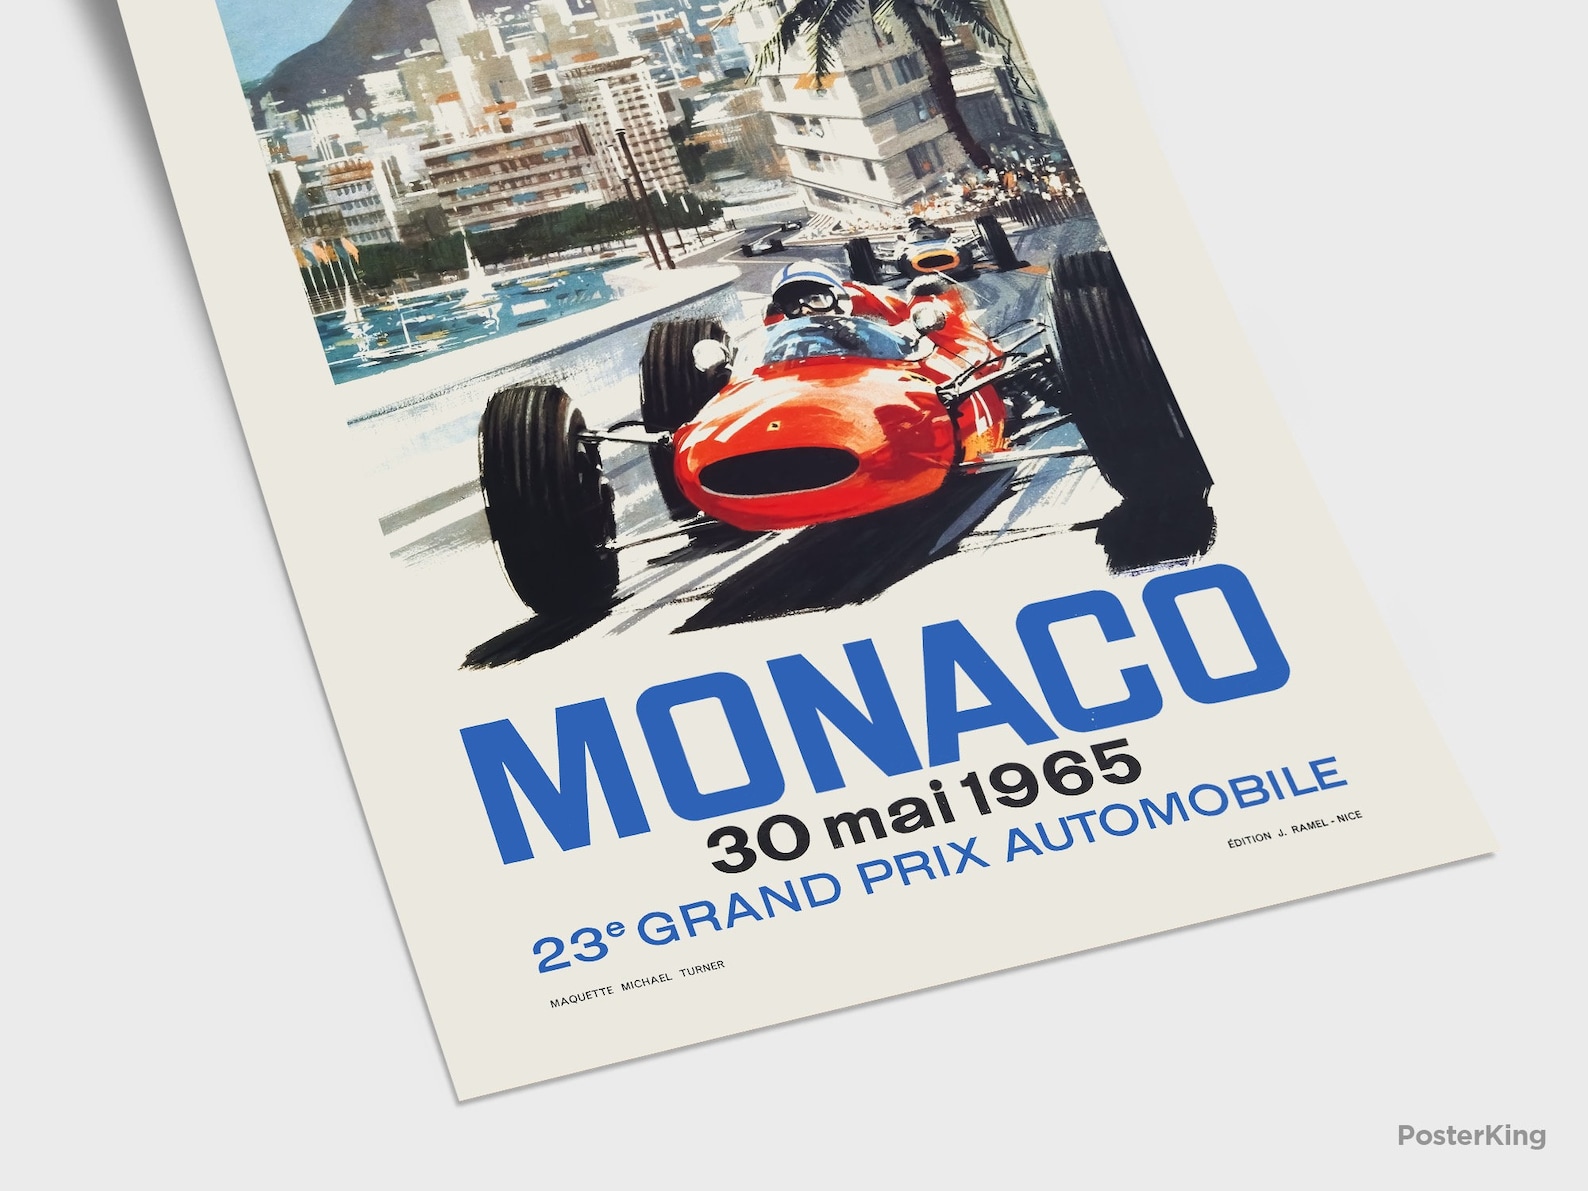 MONACO
30 mai 1965
23e GRAND PRIX AUTOMOBILE
ÉDITION J. RAMEL - NICE
MAQUETTE MICHAEL TURNER
PosterKing